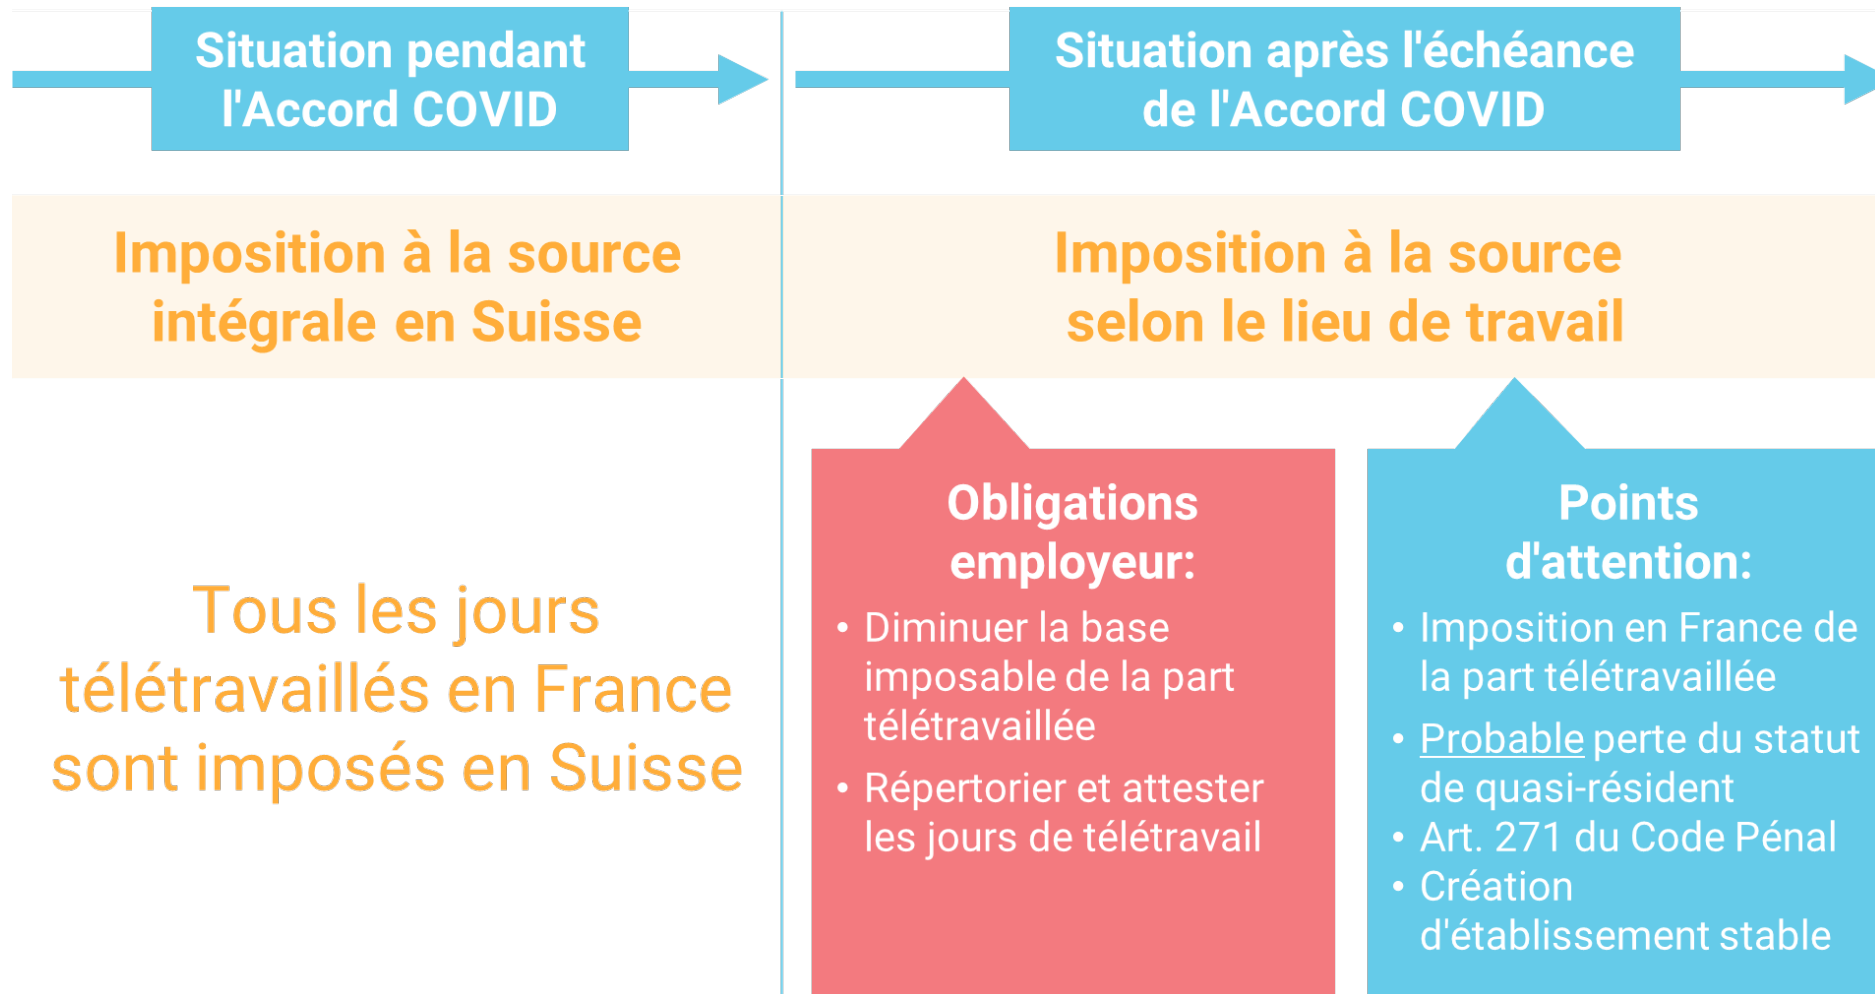 Situation pendant
l'Accord COVID
Situation après l'échéance
de l'Accord COVID
Imposition à la source
intégrale en Suisse
Imposition à la source
selon le lieu de travail
Tous les jours
télétravaillés en France
sont imposés en Suisse
Obligations
employeur:
• Diminuer la base
imposable de la part
télétravaillée
• Répertorier et attester
les jours de télétravail
Points
d'attention:
• Imposition en France de
la part télétravaillée
• Probable perte du statut
de quasi-résident
• Art. 271 du Code Pénal
• Création
d'établissement stable